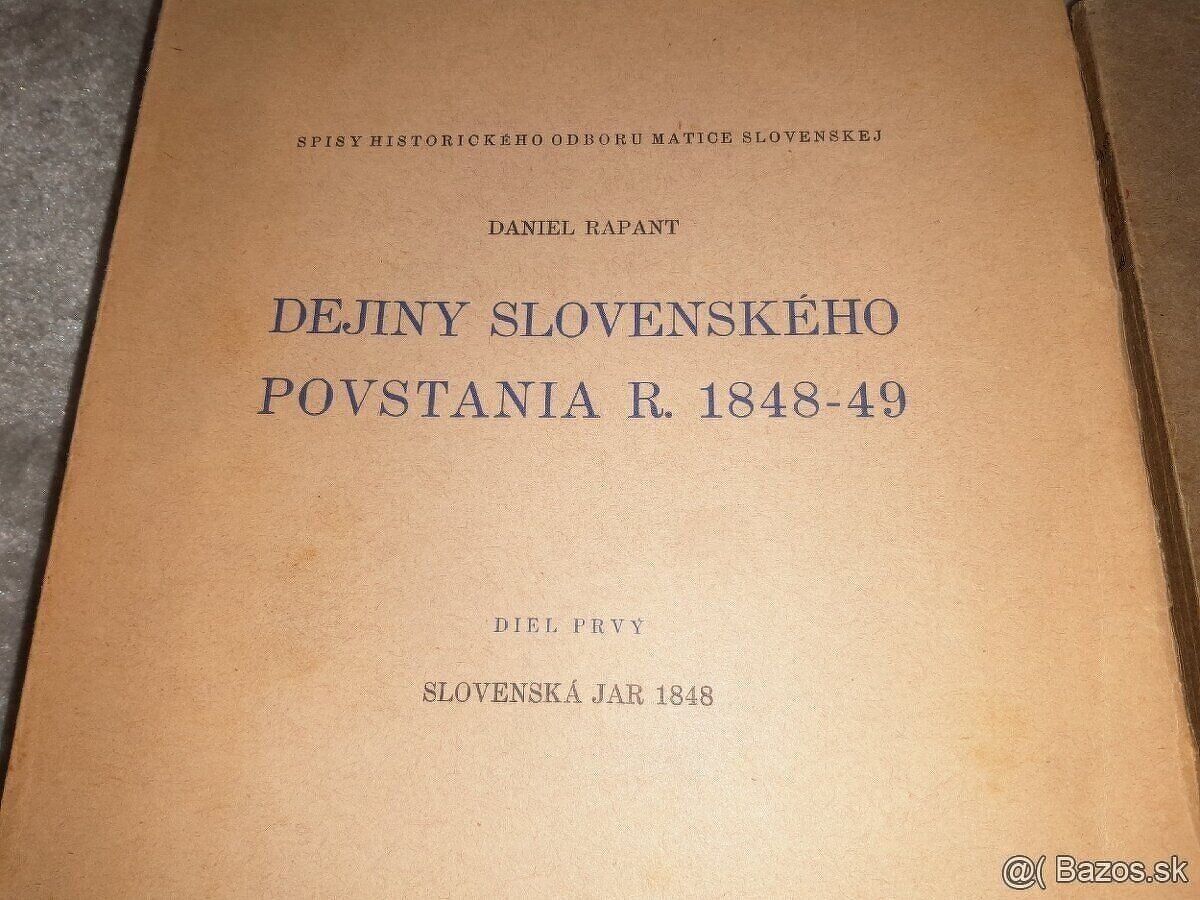 SPISY HISTORICKÉHO ODBORU MATICE SLOVENSKEJ
DANIEL RAPANT
DEJINY SLOVENSKÉHO
POVSTANIA R. 1848-49
DIEL PRVÝ
SLOVENSKÁ JAR 1848
@( Bazos.sk